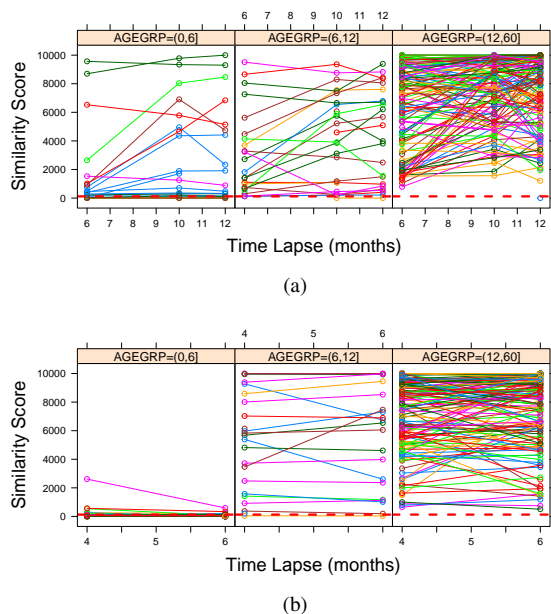 6 7 8 9 10 11 12
AGEGRP=(0,6] AGEGRP=(6,12] AGEGRP=(12,60]
10000
8000
6000
4000
2000
0
Similarity Score
6 7 8 9 10 11 12 6 7 8 9 10 11 12
Time Lapse (months)
(a)
4 5 6
AGEGRP=(0,6] AGEGRP=(6,12] AGEGRP=(12,60]
10000
8000
6000
4000
2000
0
Similarity Score
4 5 6 4 5 6
Time Lapse (months)
(b)